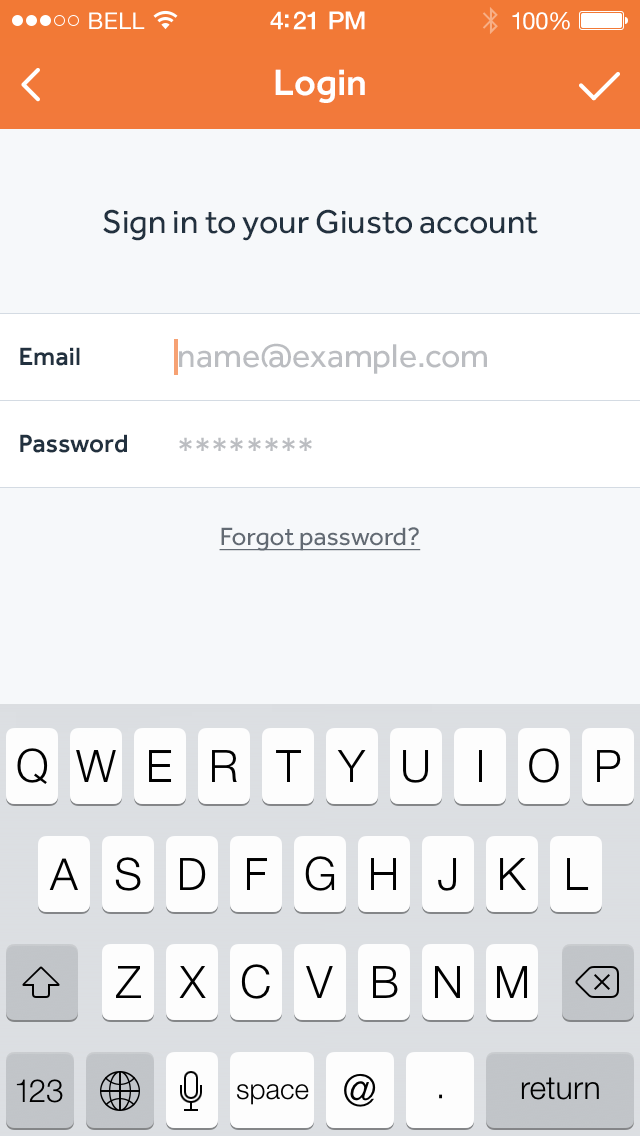 BELL 4:21 PM 100%
Login
Sign in to your Giusto account
Email name@example.com
Password ********
Forgot password?
Q W E R T Y U I O P
A S D F G H J K L
Z X C V B N M
123 space @ . return